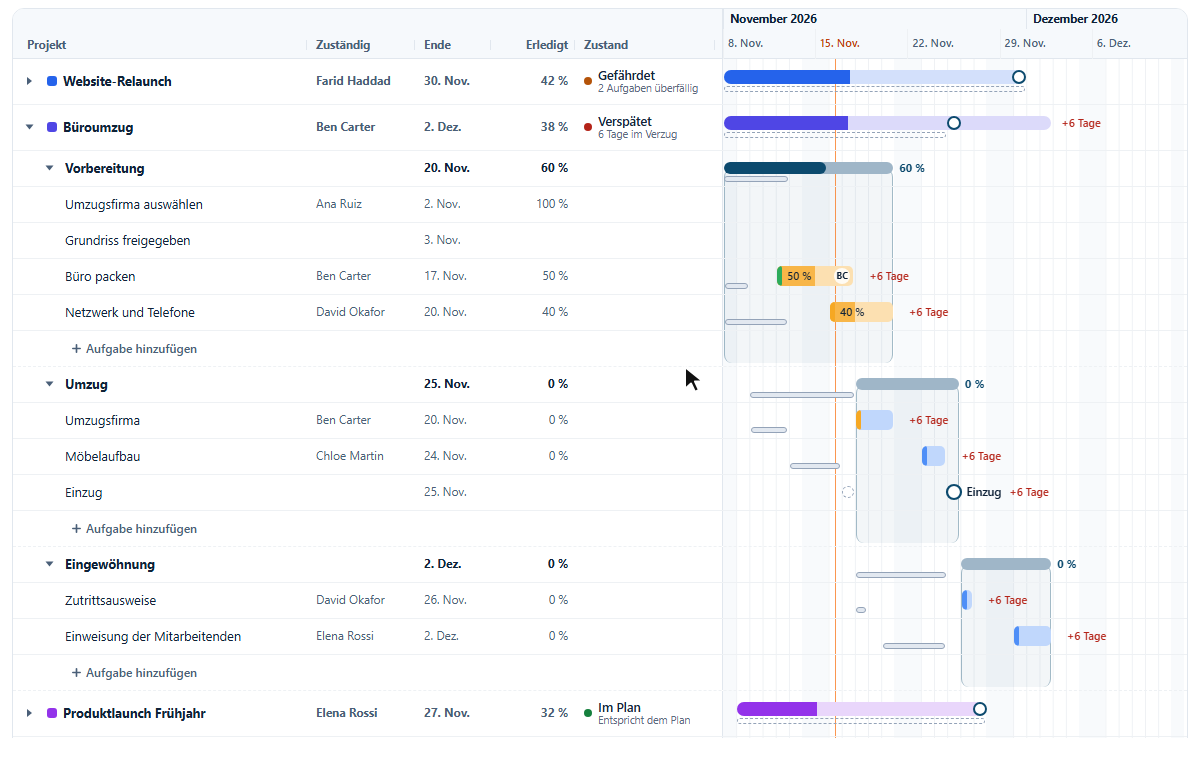 November 2026 Dezember 2026
Projekt Zuständig Ende Erledigt Zustand 8. Nov. 15. Nov. 22. Nov. 29. Nov. 6. Dez.
Website-Relaunch Farid Haddad 30. Nov. 42 % Gefährdet
2 Aufgaben überfällig
Büroumzug Ben Carter 2. Dez. 38 % Verspätet +6 Tage
6 Tage im Verzug
Vorbereitung 20. Nov. 60 % 60 %
Umzugsfirma auswählen Ana Ruiz 2. Nov. 100 %
Grundriss freigegeben 3. Nov.
Büro packen Ben Carter 17. Nov. 50 % 50 % BC +6 Tage
Netzwerk und Telefone David Okafor 20. Nov. 40 % 40 % +6 Tage
+ Aufgabe hinzufügen
Umzug 25. Nov. 0 % 0 %
Umzugsfirma Ben Carter 20. Nov. 0 % +6 Tage
Möbelaufbau Chloe Martin 24. Nov. 0 % +6 Tage
Einzug 25. Nov. Einzug +6 Tage
+ Aufgabe hinzufügen
Eingewöhnung 2. Dez. 0 % 0 %
Zutrittsausweise David Okafor 26. Nov. 0 % +6 Tage
Einweisung der Mitarbeitenden Elena Rossi 2. Dez. 0 % +6 Tage
+ Aufgabe hinzufügen
Produktlaunch Frühjahr Elena Rossi 27. Nov. 32 % Im Plan
Entspricht dem Plan